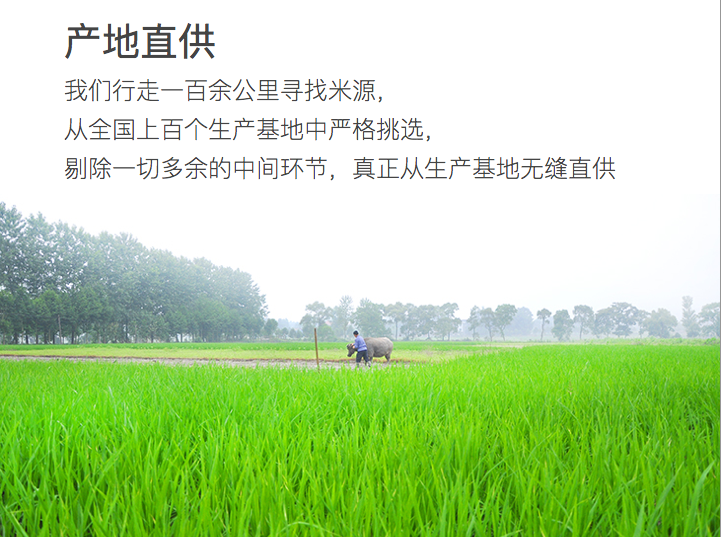 产地直供
我们行走一百余公里寻找米源，
从全国上百个生产基地中严格挑选，
剔除一切多余的中间环节，真正从生产基地无缝直供